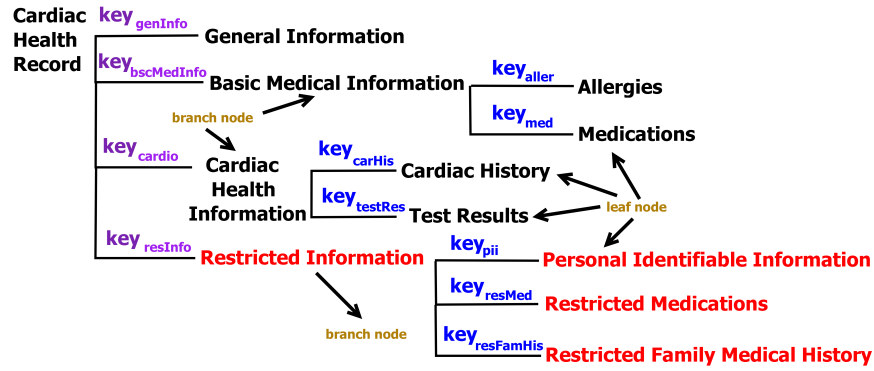 Cardiac
Health
Record
key genInfo
General Information
key bscMedInfo
Basic Medical Information
key aller
Allergies
key med
Medications
branch node
key cardio
Cardiac
Health
Information
key carHis
Cardiac History
key testRes
Test Results
leaf node
key resInfo
Restricted Information
key pii
Personal Identifiable Information
key resMed
Restricted Medications
branch node
key resFamHis
Restricted Family Medical History